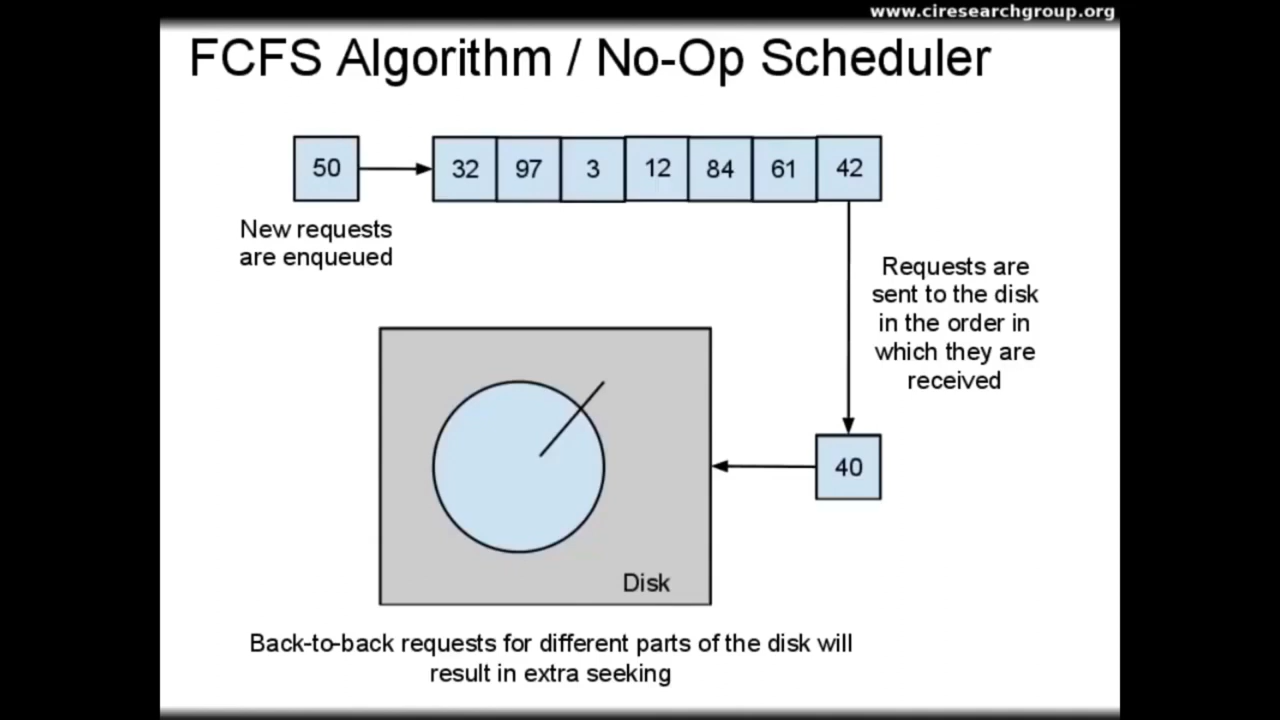 www.ciresearchgroup.org
FCFS Algorithm / No-Op Scheduler
50
32 97 3 12 84 61 42
New requests
are enqueued
Requests are
sent to the disk
in the order in
which they are
received
40
Disk
Back-to-back requests for different parts of the disk will
result in extra seeking